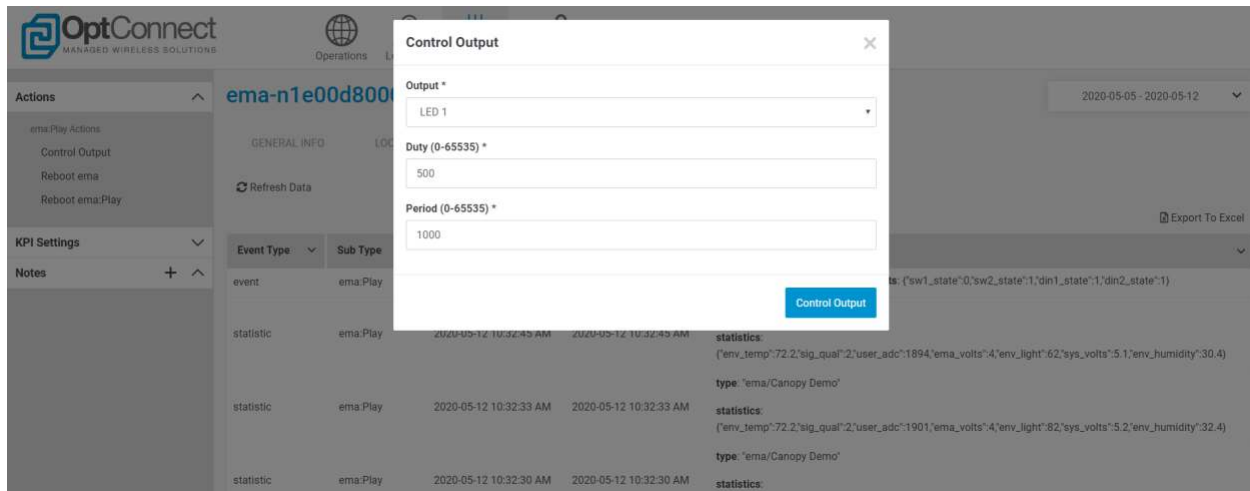 OptConnect
MANAGED WIRELESS SOLUTIONS
Operations
Control Output
×
Actions
ema:Play Actions
Control Output
Reboot ema
Reboot ema:Play
KPI Settings
Notes
+
ema-n1e00d800
2020-05-05 - 2020-05-12
GENERAL INFO
Refresh Data
Output *
LED 1
Duty (0-65535) *
500
Period (0-65535) *
1000
Control Output
Export To Excel
Event Type Sub Type
event ema:Play {"sw1_state":0,"sw2_state":1,"din1_state":1,"din2_state":1}
statistic ema:Play 2020-05-12 10:32:45 AM 2020-05-12 10:32:45 AM statistics:
{"env_temp":72.2,"sig_qual":2,"user_adc":1894,"ema_volts":4,"env_light":62,"sys_volts":5.1,"env_humidity":30.4}
type: "ema/Canopy Demo"
statistic ema:Play 2020-05-12 10:32:33 AM 2020-05-12 10:32:33 AM statistics:
{"env_temp":72.2,"sig_qual":2,"user_adc":1901,"ema_volts":4,"env_light":82,"sys_volts":5.2,"env_humidity":32.4}
type: "ema/Canopy Demo"
statistic ema:Play 2020-05-12 10:32:30 AM 2020-05-12 10:32:30 AM statistics: